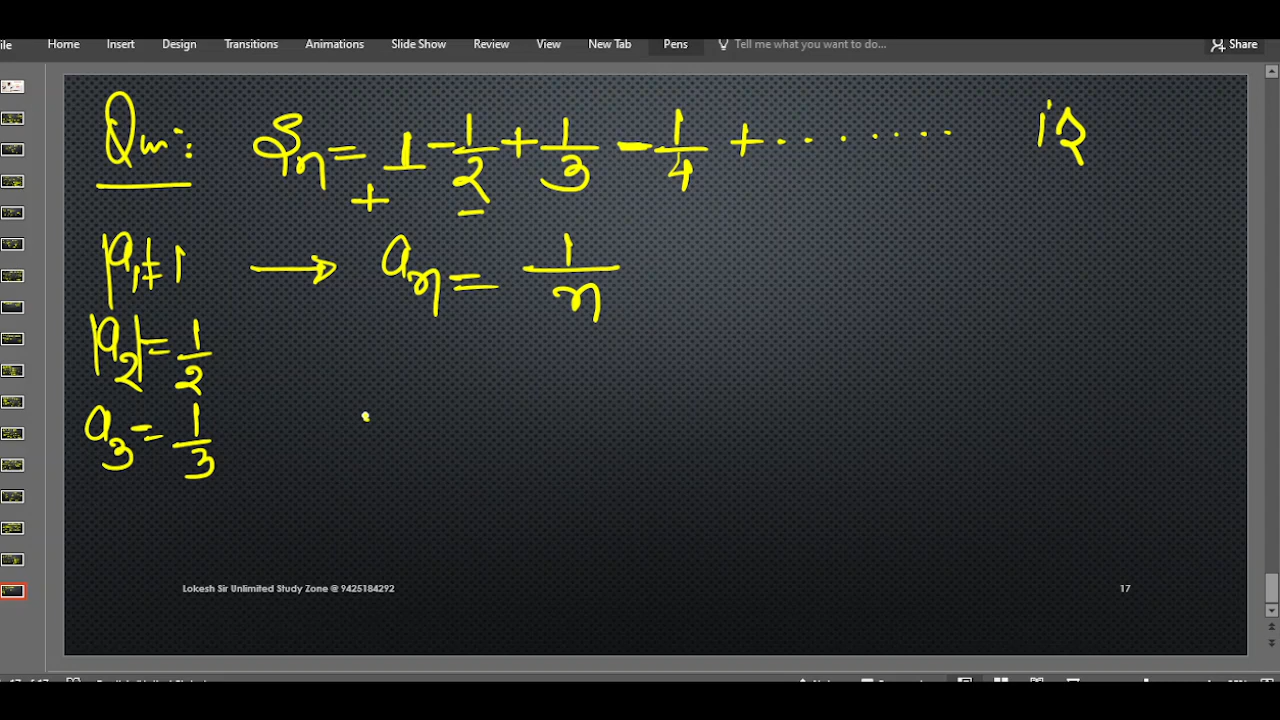 File Home Insert Design Transitions Animations Slide Show Review View New Tab Pens Tell me what you want to do... Share
Qn: Sn = 1 - 1/2 + 1/3 - 1/4 + ........ is
+ -
|a1| = 1 → an = 1/n
|a2| = 1/2
a3 = 1/3
Lokesh Sir Unlimited Study Zone @ 9425184292 17